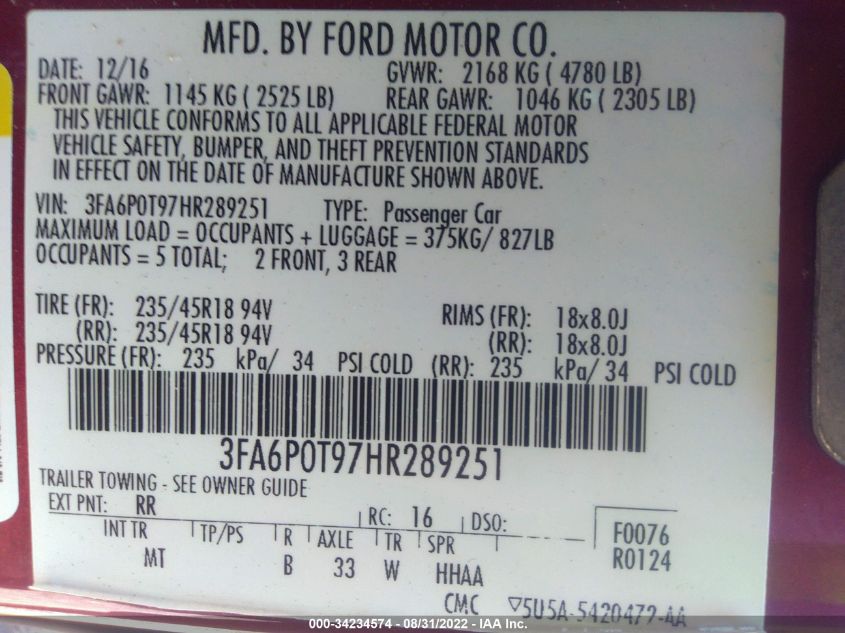 MFD. BY FORD MOTOR CO.
DATE: 12/16 GVWR: 2168 KG ( 4780 LB)
FRONT GAWR: 1145 KG ( 2525 LB) REAR GAWR: 1046 KG ( 2305 LB)
THIS VEHICLE CONFORMS TO ALL APPLICABLE FEDERAL MOTOR
VEHICLE SAFETY, BUMPER, AND THEFT PREVENTION STANDARDS
IN EFFECT ON THE DATE OF MANUFACTURE SHOWN ABOVE.
VIN: 3FA6P0T97HR289251 TYPE: Passenger Car
MAXIMUM LOAD = OCCUPANTS + LUGGAGE = 375KG/ 827LB
OCCUPANTS = 5 TOTAL; 2 FRONT, 3 REAR
TIRE (FR): 235/45R18 94V RIMS (FR): 18x8.0J
(RR): 235/45R18 94V (RR): 18x8.0J
PRESSURE (FR): 235 kPa/ 34 PSI COLD (RR): 235 kPa/ 34 PSI COLD
3FA6P0T97HR289251
TRAILER TOWING - SEE OWNER GUIDE
EXT PNT: RR RC: 16 DSO:
INT TR TP/PS R AXLE TR SPR F0076
MT B 33 W HHAA R0124
CMC ▽5U5A-5420472-AA
000-34234574 - 08/31/2022 - IAA Inc.